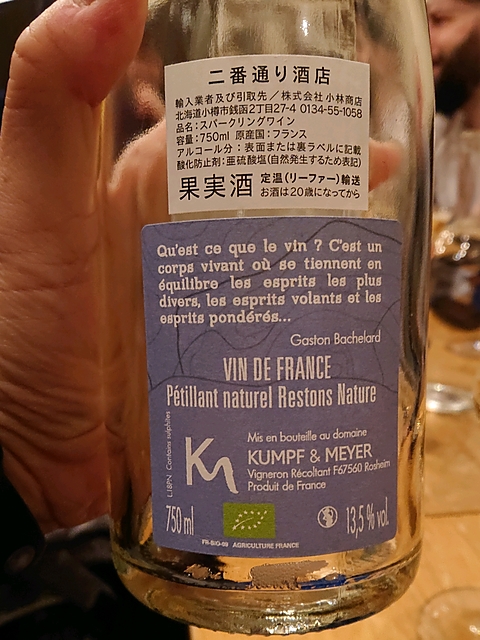 二番通り酒店
輸入業者及び引取先／株式会社 小林商店
北海道小樽市銭函2丁目27-4 0134-55-1058
品名：スパークリングワイン
容量：750ml 原産国：フランス
アルコール分：表面または裏ラベルに記載
酸化防止剤：亜硫酸塩(自然発生するため表記)
果実酒 定温(リーファー)輸送
お酒は20歳になってから
Qu'est ce que le vin ? C'est un
corps vivant où se tiennent en
équilibre les esprits les plus
divers, les esprits volants et les
esprits pondérés...
Gaston Bachelard
VIN DE FRANCE
Pétillant naturel Restons Nature
L18PN Contains sulphites
KM
Mis en bouteille au domaine
KUMPF & MEYER
Vigneron Récoltant F67560 Rosheim
Produit de France
750 ml
13,5 % vol.
FR-BIO-09 AGRICULTURE FRANCE